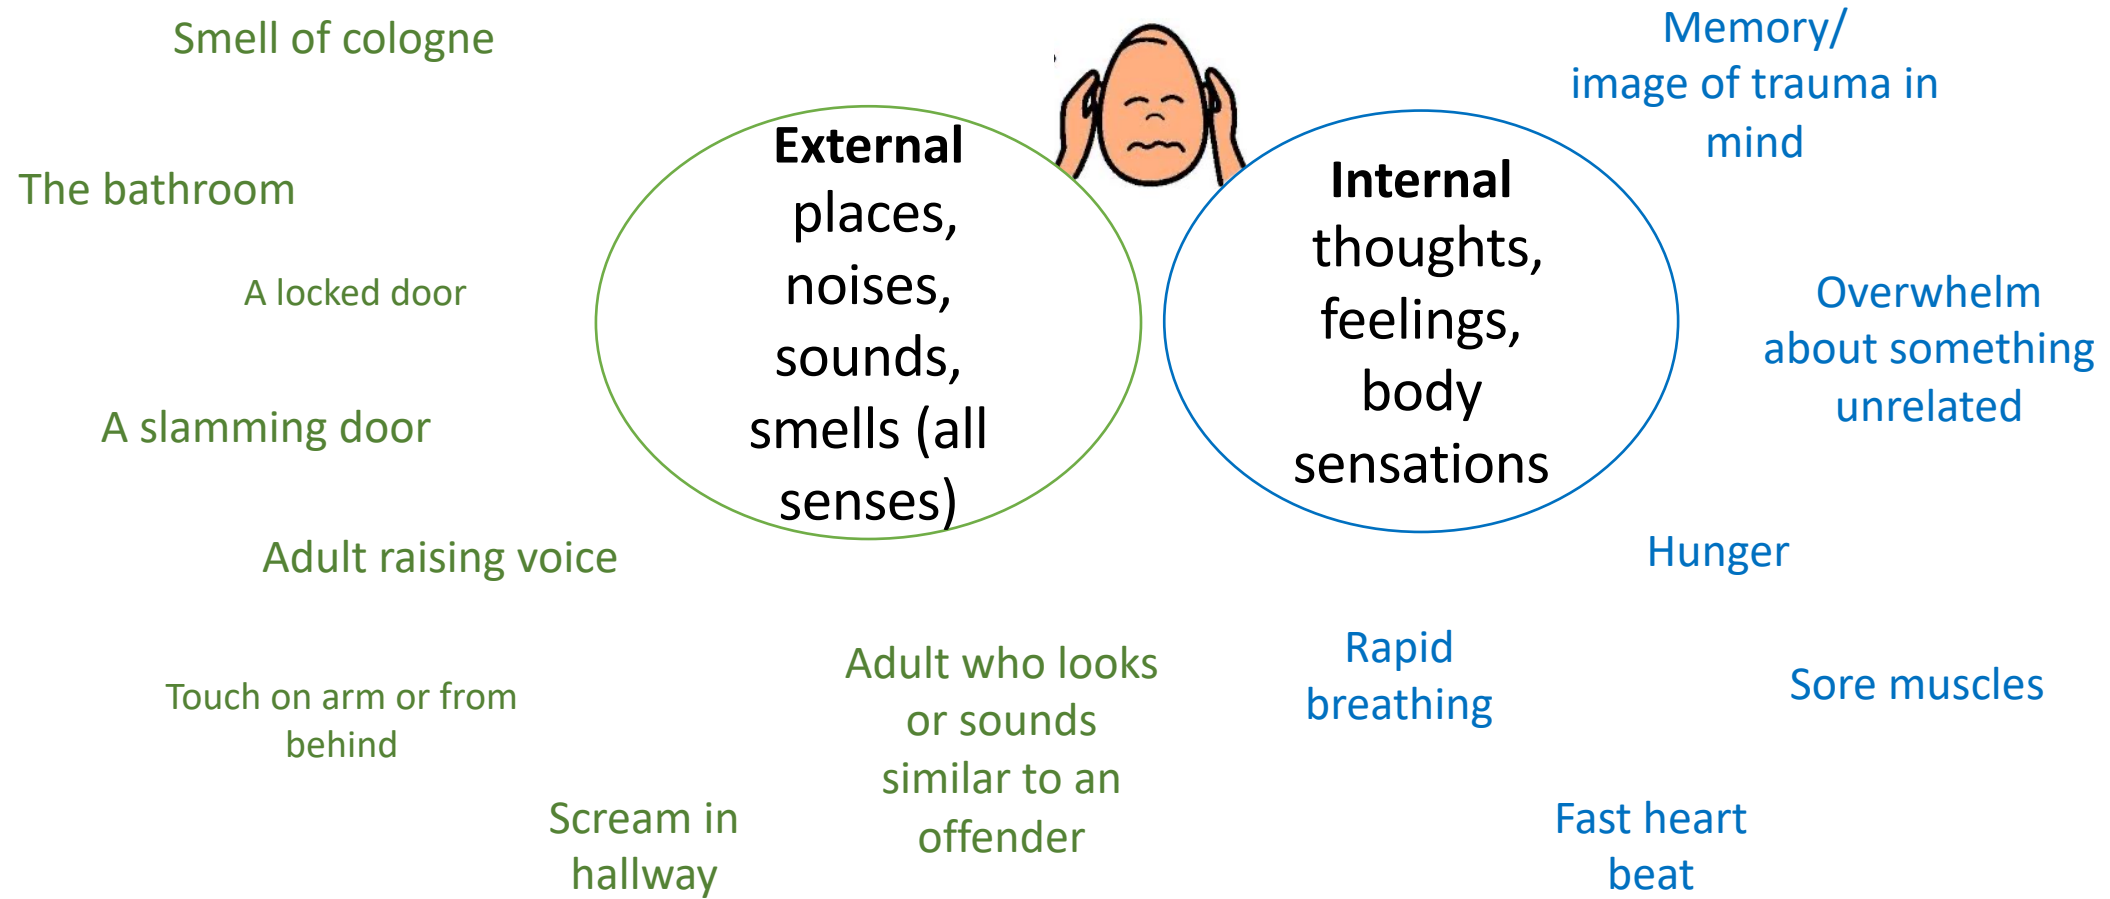 Smell of cologne
The bathroom
A locked door
A slamming door
Adult raising voice
Touch on arm or from
behind
Scream in
hallway
Adult who looks
or sounds
similar to an
offender
External
places,
noises,
sounds,
smells (all
senses)
Internal
thoughts,
feelings,
body
sensations
Memory/
image of trauma in
mind
Overwhelm
about something
unrelated
Hunger
Rapid
breathing
Sore muscles
Fast heart
beat